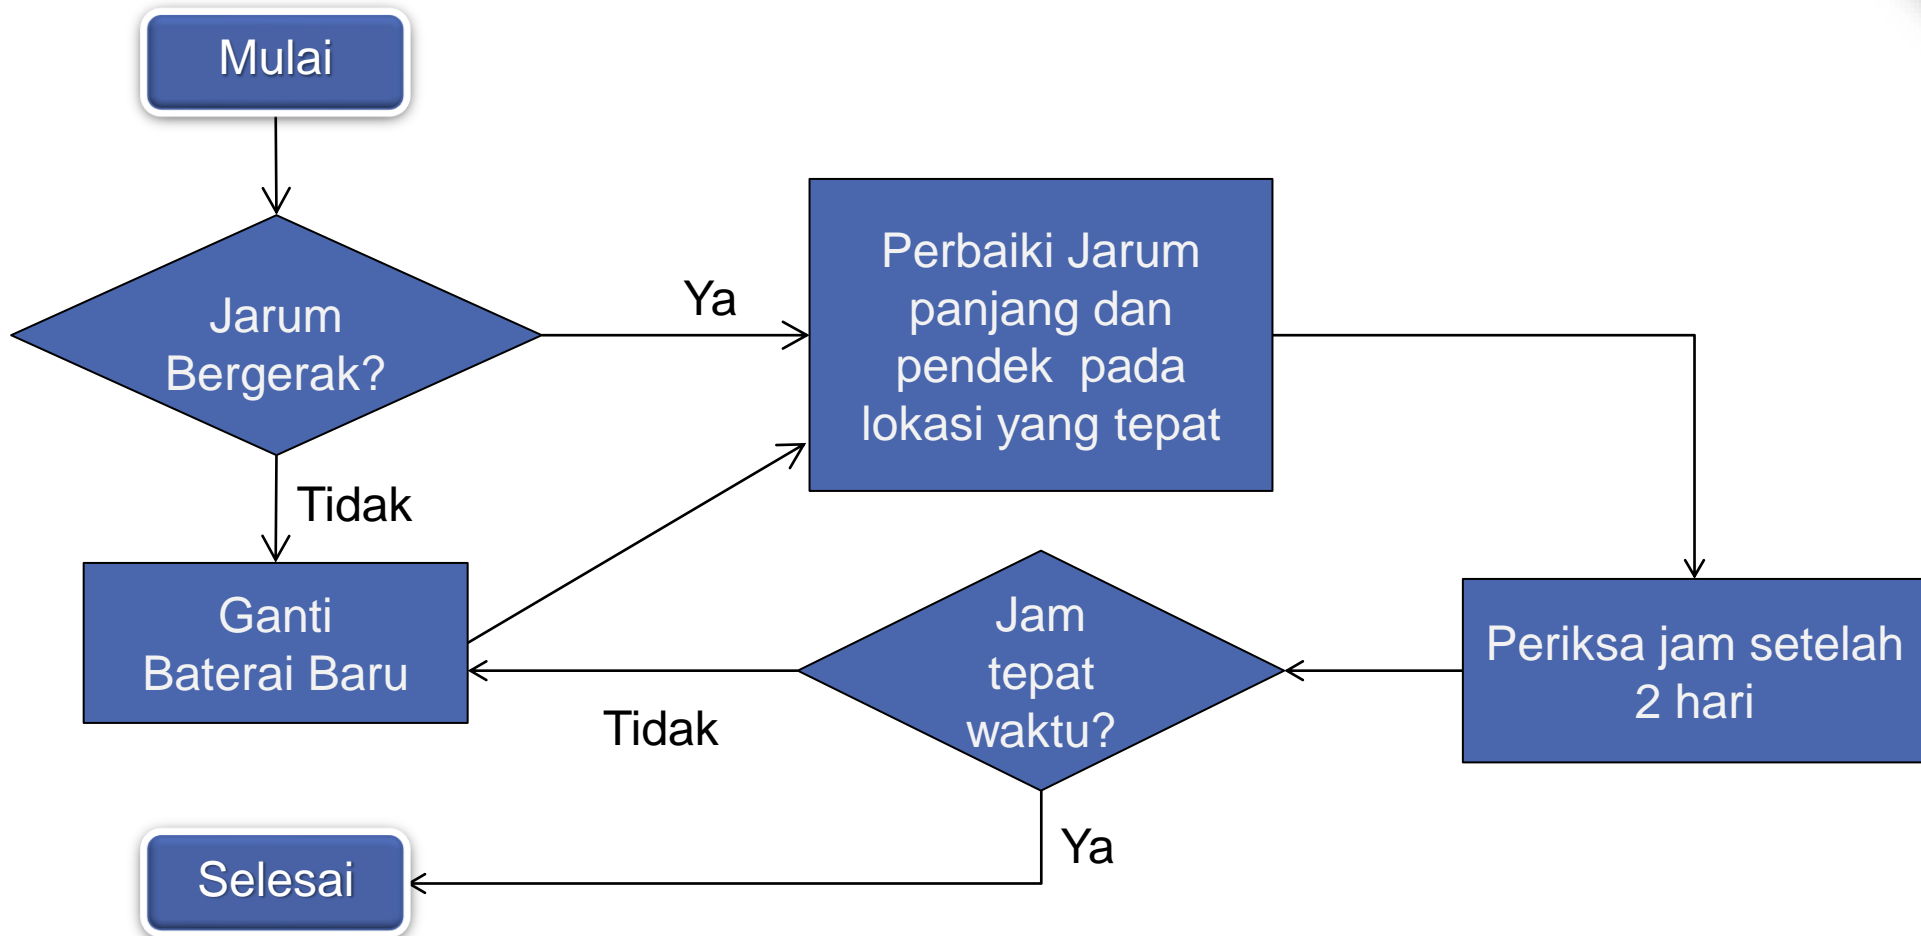 Mulai
Jarum
Bergerak?
Ya
Perbaiki Jarum
panjang dan
pendek pada
lokasi yang tepat
Tidak
Ganti
Baterai Baru
Jam
tepat
waktu?
Periksa jam setelah
2 hari
Tidak
Ya
Selesai